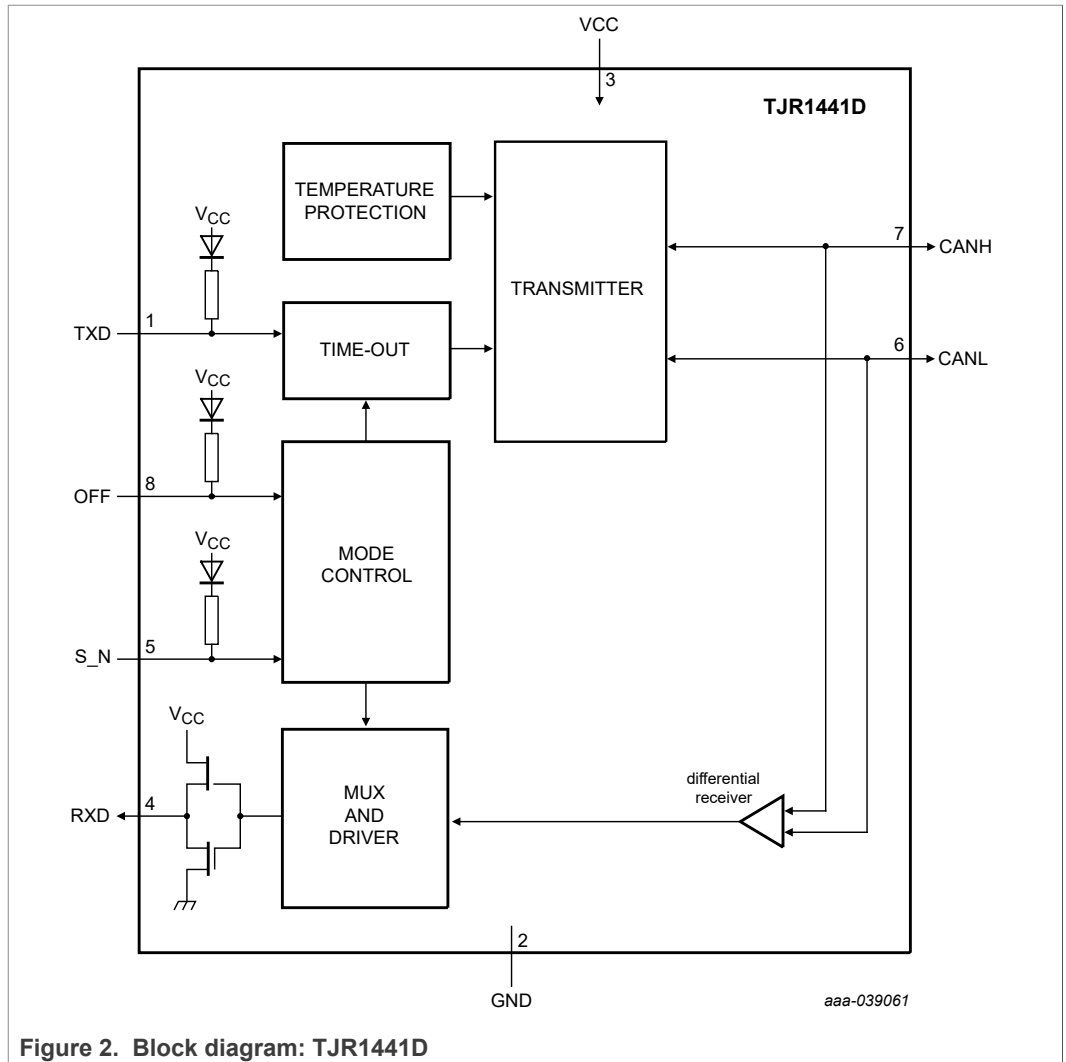 VCC
3
TJR1441D
TEMPERATURE
PROTECTION
VCC
TRANSMITTER
7
CANH
TXD
1
TIME-OUT
6
CANL
VCC
OFF
8
MODE
CONTROL
VCC
S_N
5
VCC
RXD
4
MUX
AND
DRIVER
differential
receiver
2
GND
aaa-039061
Figure 2. Block diagram: TJR1441D